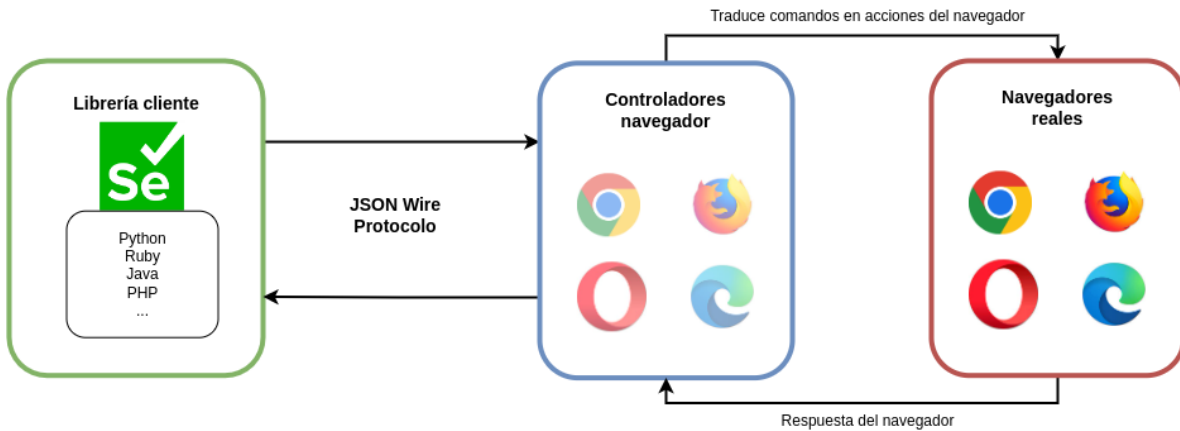 Traduce comandos en acciones del navegador
Librería cliente
Se
Python
Ruby
Java
PHP
...
JSON Wire
Protocolo
Controladores
navegador
Navegadores
reales
Respuesta del navegador